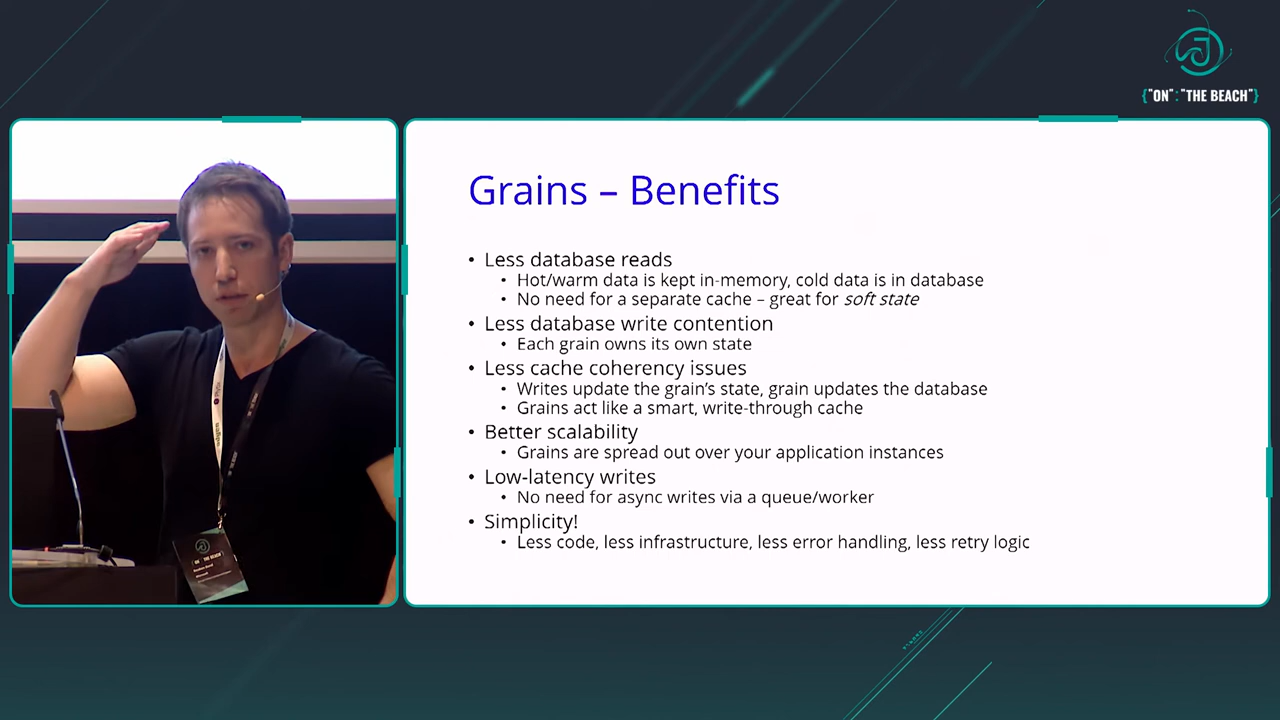 {"ON":"THE BEACH"}
Grains – Benefits
• Less database reads
• Hot/warm data is kept in-memory, cold data is in database
• No need for a separate cache – great for soft state
• Less database write contention
• Each grain owns its own state
• Less cache coherency issues
• Writes update the grain's state, grain updates the database
• Grains act like a smart, write-through cache
• Better scalability
• Grains are spread out over your application instances
• Low-latency writes
• No need for async writes via a queue/worker
• Simplicity!
• Less code, less infrastructure, less error handling, less retry logic